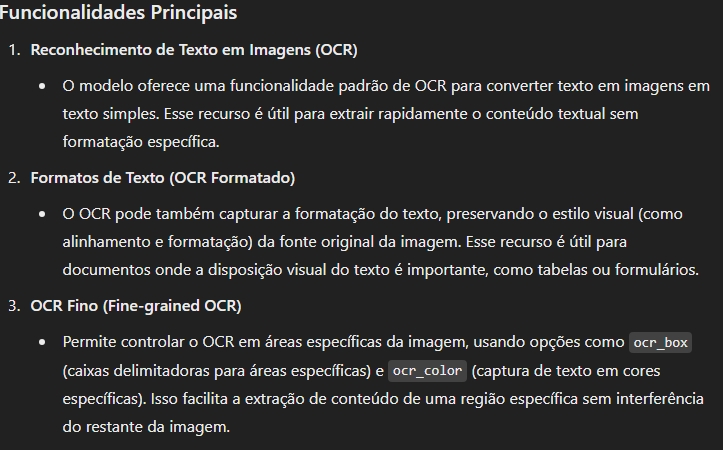 Funcionalidades Principais
1. Reconhecimento de Texto em Imagens (OCR)
• O modelo oferece uma funcionalidade padrão de OCR para converter texto em imagens em
texto simples. Esse recurso é útil para extrair rapidamente o conteúdo textual sem
formatação específica.
2. Formatos de Texto (OCR Formatado)
• O OCR pode também capturar a formatação do texto, preservando o estilo visual (como
alinhamento e formatação) da fonte original da imagem. Esse recurso é útil para
documentos onde a disposição visual do texto é importante, como tabelas ou formulários.
3. OCR Fino (Fine-grained OCR)
• Permite controlar o OCR em áreas específicas da imagem, usando opções como ocr_box
(caixas delimitadoras para áreas específicas) e ocr_color (captura de texto em cores
específicas). Isso facilita a extração de conteúdo de uma região específica sem interferência
do restante da imagem.